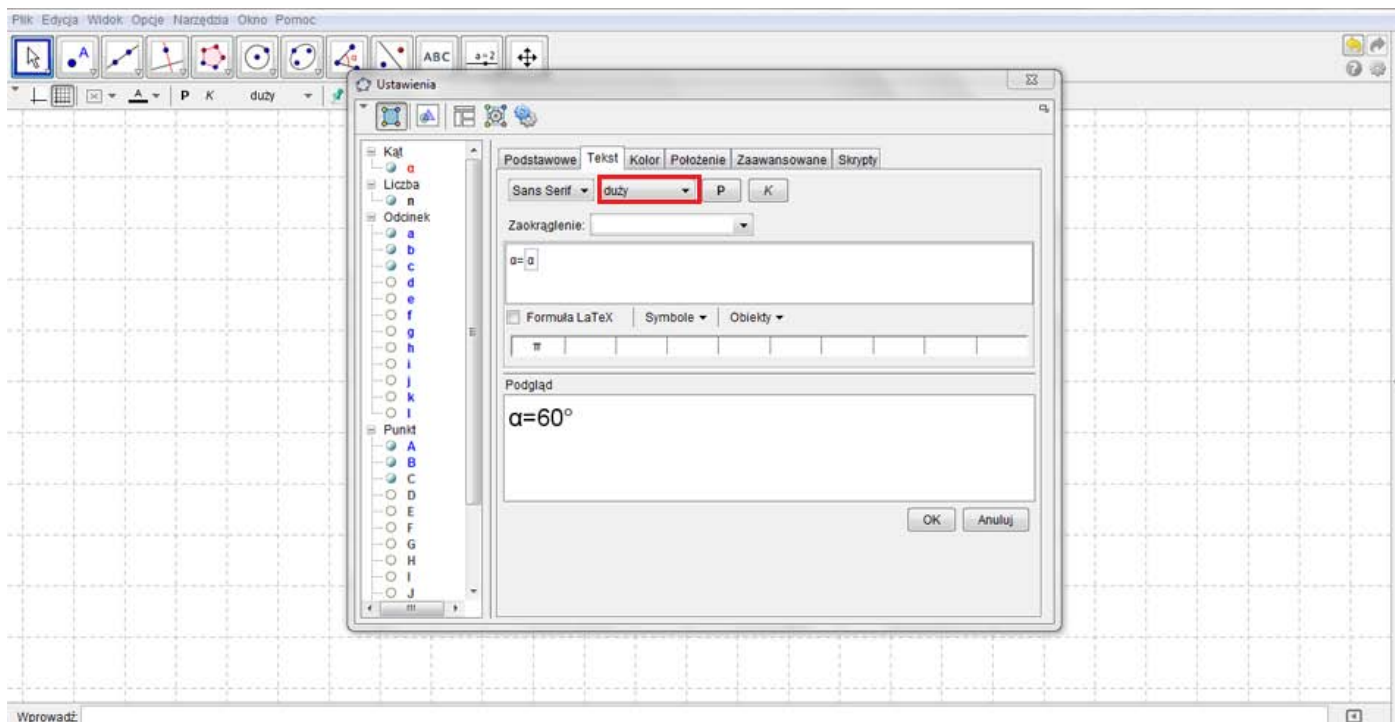 Plik Edycja Widok Opcje Narzędzia Okno Pomoc
A α ABC a=2
A P K duży
Ustawienia
Kąt
α
Liczba
n
Odcinek
a
b
c
d
e
f
g
h
i
j
k
l
Punkt
A
B
C
D
E
F
G
H
I
J
Podstawowe Tekst Kolor Położenie Zaawansowane Skrypty
Sans Serif duży P K
Zaokrąglenie:
α= α
Formuła LaTeX Symbole Obiekty
π
Podgląd
α=60°
OK Anuluj
Wprowadź: